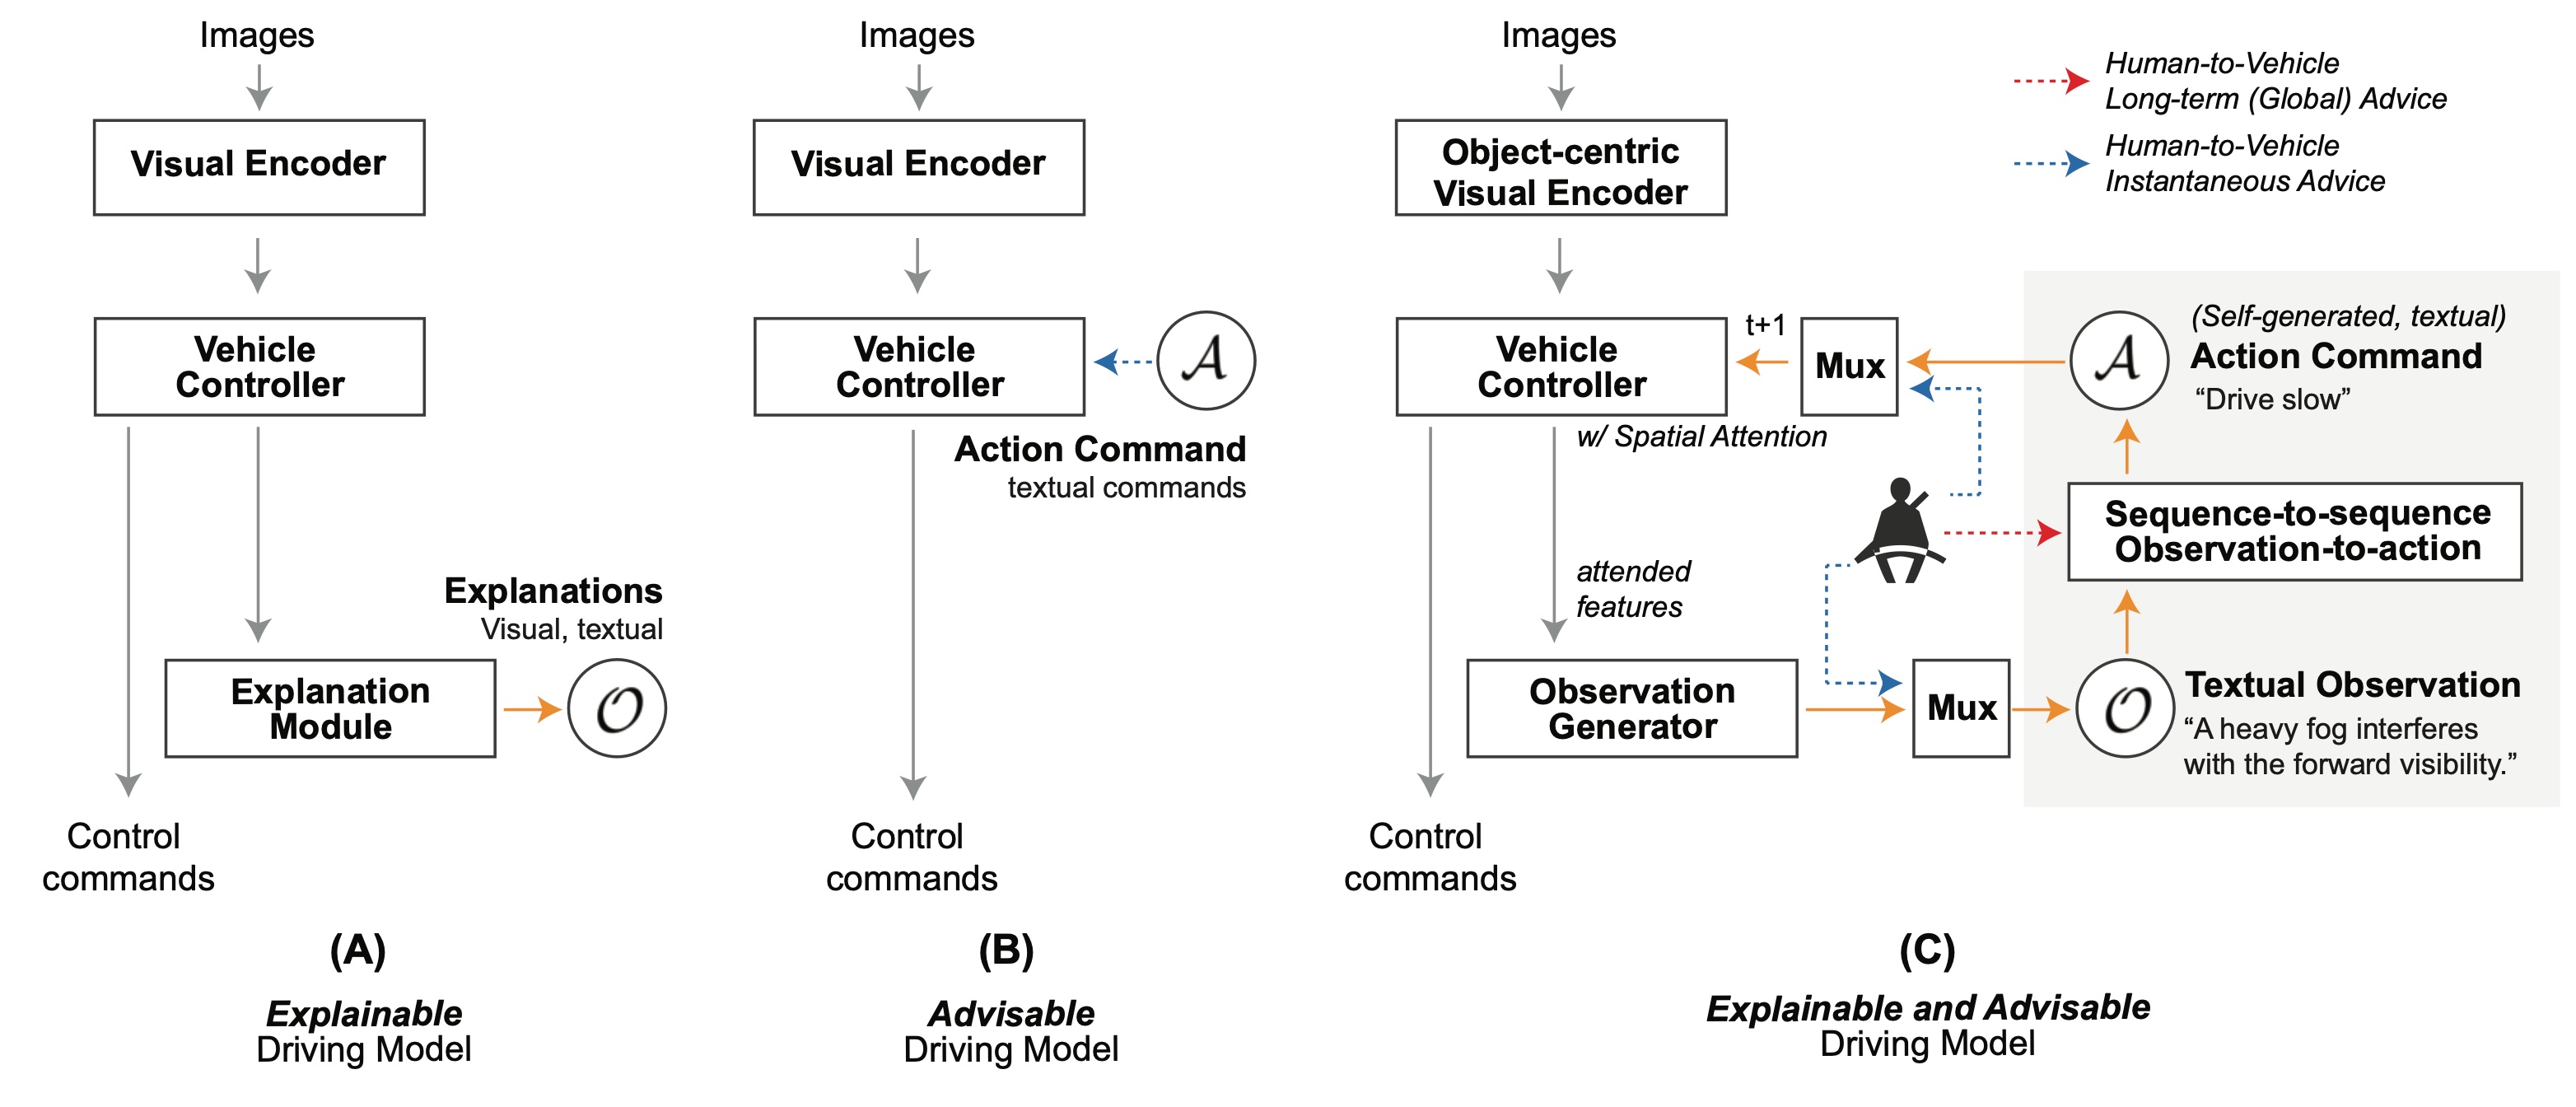 Images
Visual Encoder
Vehicle
Controller
Explanations
Visual, textual
Explanation
Module
𝒪
Control
commands
(A)
Explainable
Driving Model
Images
Visual Encoder
Vehicle
Controller
𝒜
Action Command
textual commands
Control
commands
(B)
Advisable
Driving Model
Images
Object-centric
Visual Encoder
Human-to-Vehicle
Long-term (Global) Advice
Human-to-Vehicle
Instantaneous Advice
Vehicle
Controller
t+1
Mux
𝒜
(Self-generated, textual)
Action Command
“Drive slow”
w/ Spatial Attention
Sequence-to-sequence
Observation-to-action
attended
features
Observation
Generator
Mux
𝒪
Textual Observation
“A heavy fog interferes
with the forward visibility.”
Control
commands
(C)
Explainable and Advisable
Driving Model